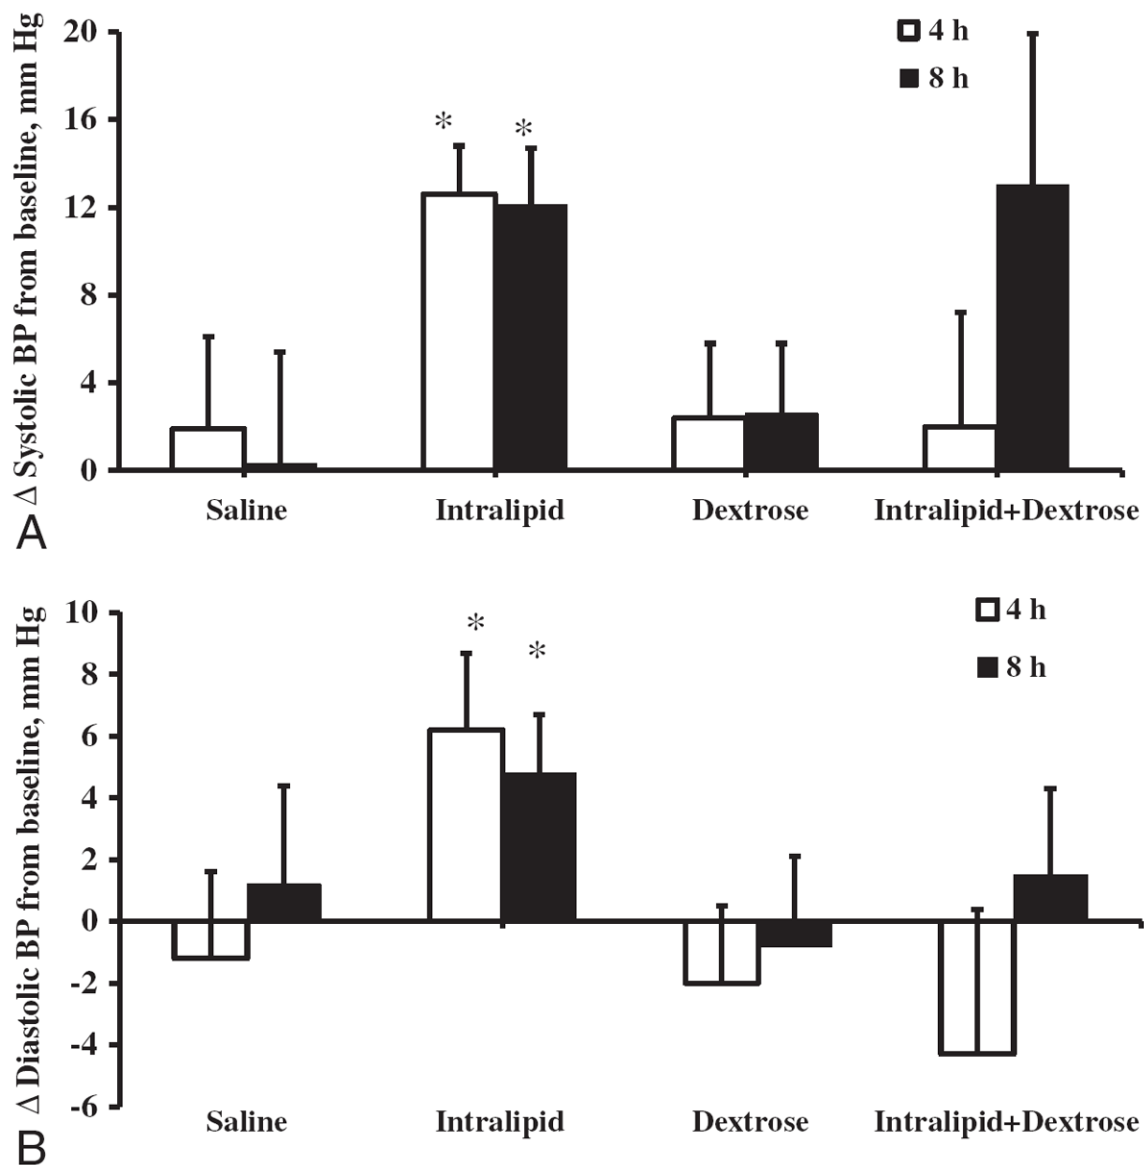 Δ Systolic BP from baseline, mm Hg
20
16
12
8
4
0
4 h
8 h
*
*
Saline
Intralipid
Dextrose
Intralipid+Dextrose
A
Δ Diastolic BP from baseline, mm Hg
10
8
6
4
2
0
-2
-4
-6
4 h
8 h
*
*
Saline
Intralipid
Dextrose
Intralipid+Dextrose
B